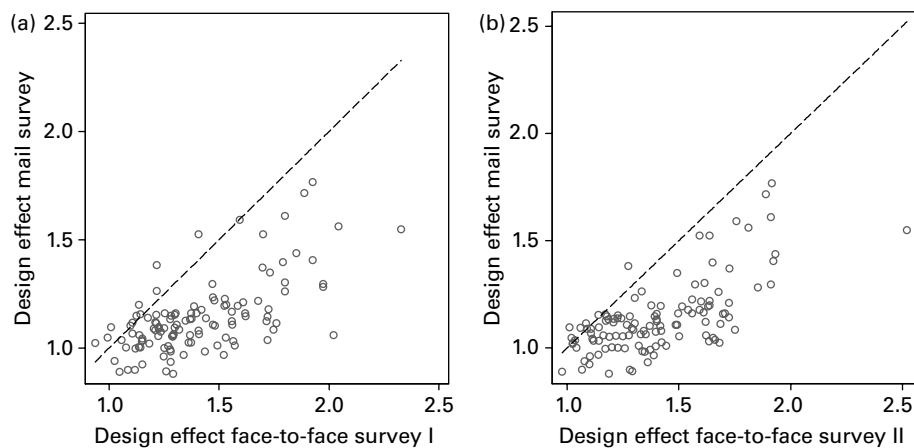 (a)
2.5
2.0
1.5
1.0
Design effect mail survey
1.0 1.5 2.0 2.5
Design effect face-to-face survey I
(b)
2.5
2.0
1.5
1.0
Design effect mail survey
1.0 1.5 2.0 2.5
Design effect face-to-face survey II